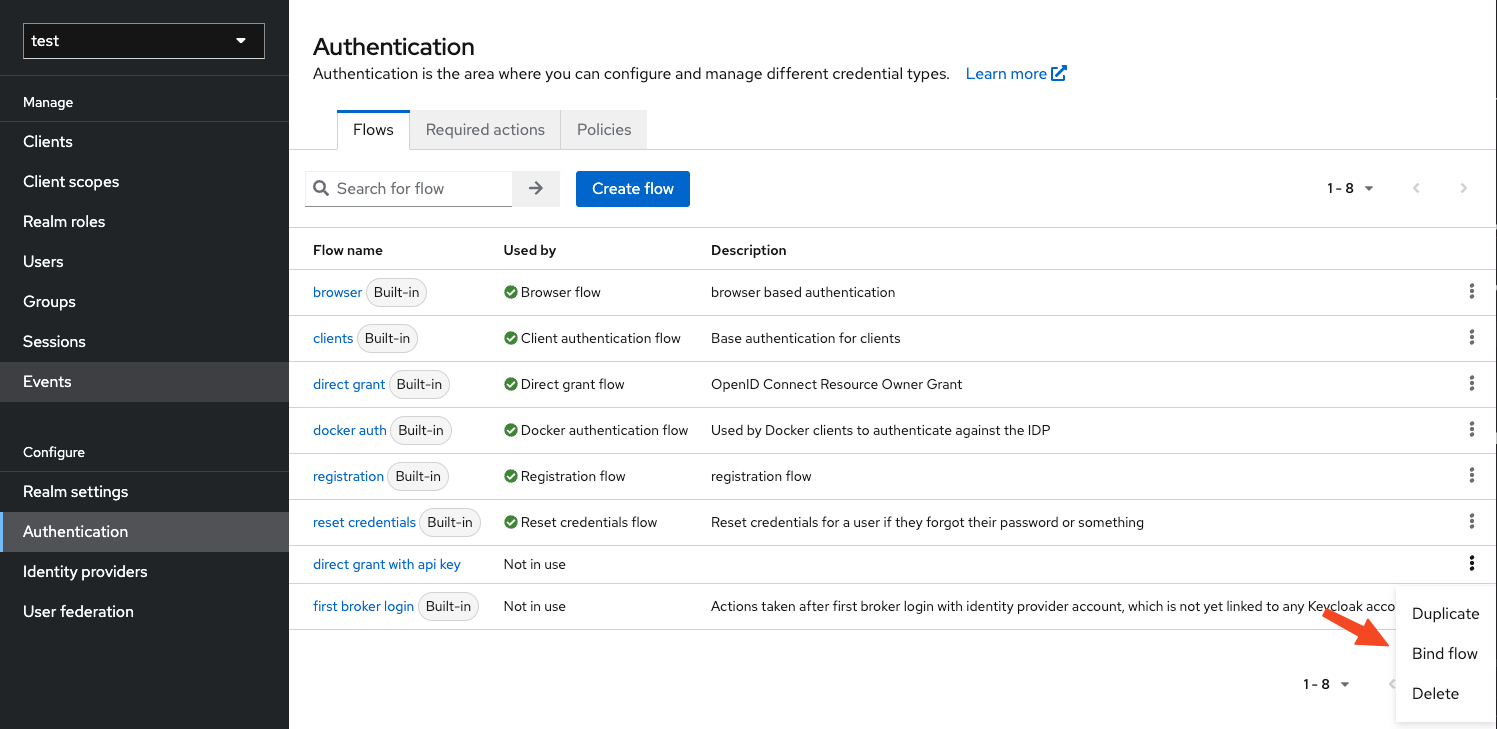 test
Manage
Clients
Client scopes
Realm roles
Users
Groups
Sessions
Events
Configure
Realm settings
Authentication
Identity providers
User federation
Authentication
Authentication is the area where you can configure and manage different credential types. Learn more
Flows Required actions Policies
Search for flow Create flow 1 - 8
Flow name Used by Description
browser Built-in Browser flow browser based authentication
clients Built-in Client authentication flow Base authentication for clients
direct grant Built-in Direct grant flow OpenID Connect Resource Owner Grant
docker auth Built-in Docker authentication flow Used by Docker clients to authenticate against the IDP
registration Built-in Registration flow registration flow
reset credentials Built-in Reset credentials flow Reset credentials for a user if they forgot their password or something
direct grant with api key Not in use
first broker login Built-in Not in use Actions taken after first broker login with identity provider account, which is not yet linked to any Keycloak acco
Duplicate
Bind flow
Delete
1 - 8